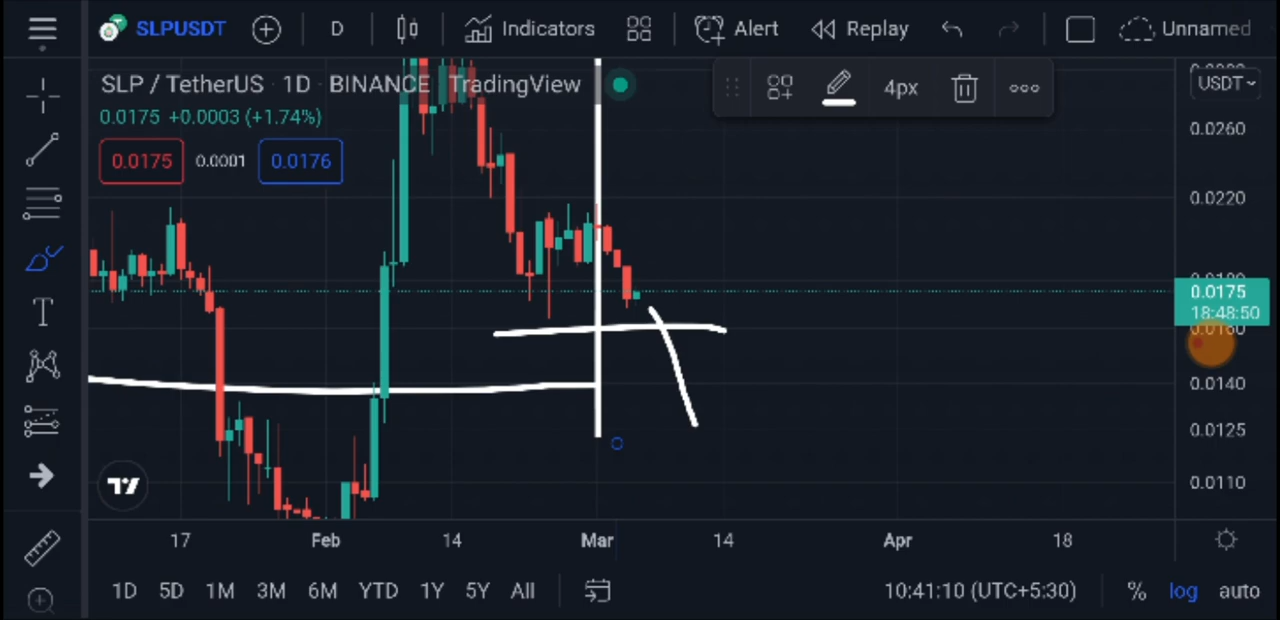 SLPUSDT D Indicators Alert Replay Unnamed
SLP / TetherUS · 1D · BINANCE TradingView
4px
USDT
0.0175 +0.0003 (+1.74%)
0.0175 0.0001 0.0176
0.0260
0.0220
0.0175
18:48:50
0.0140
0.0125
0.0110
17 Feb 14 Mar 14 Apr 18
1D 5D 1M 3M 6M YTD 1Y 5Y All 10:41:10 (UTC+5:30) % log auto